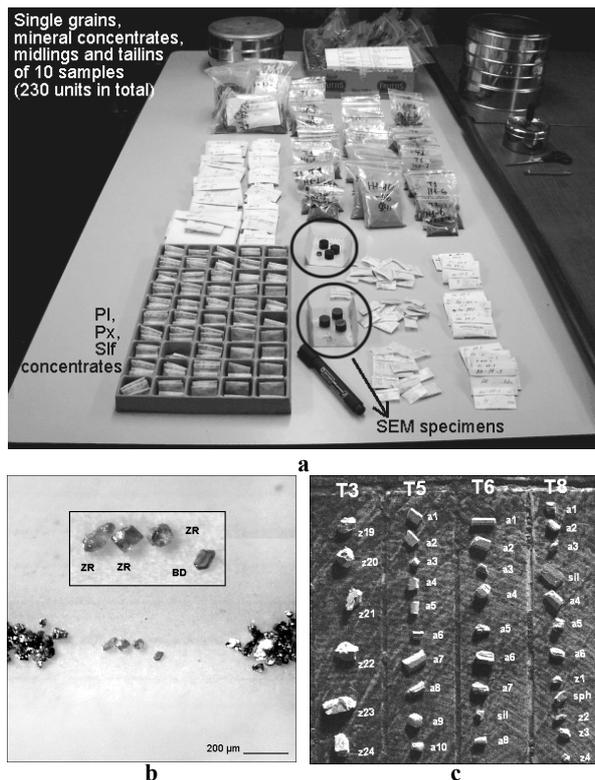 Single grains,
mineral concentrates,
midlings and tailins
of 10 samples
(230 units in total)
Pl,
Px,
Slf
concentrates
SEM specimens
a
ZR
ZR ZR
BD
200 µm
b
T3 T5 T6 T8
z19
z20
z21
z22
z23
z24
a1
a2
a3
a4
a5
a6
a7
a8
a9
a10
a1
a2
a3
a4
a5
a6
a7
sil
a8
a1
a2
a3
sil
a4
a5
a6
z1
sph
z2
z3
z4
c